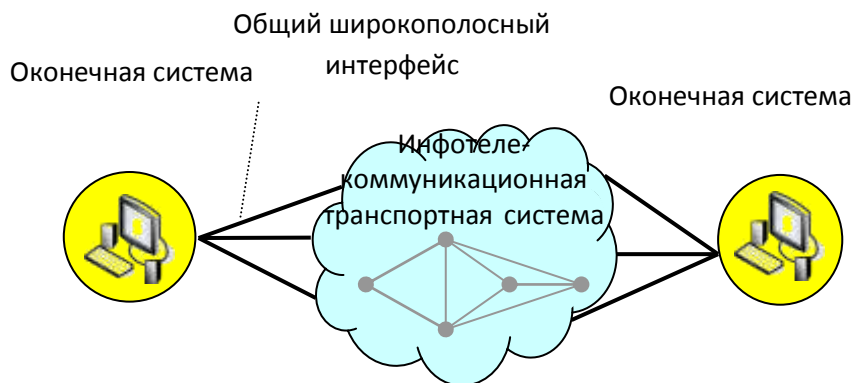 Общий широкополосный
интерфейс
Оконечная система
Оконечная система
Инфотеле-
коммуникационная
транспортная система